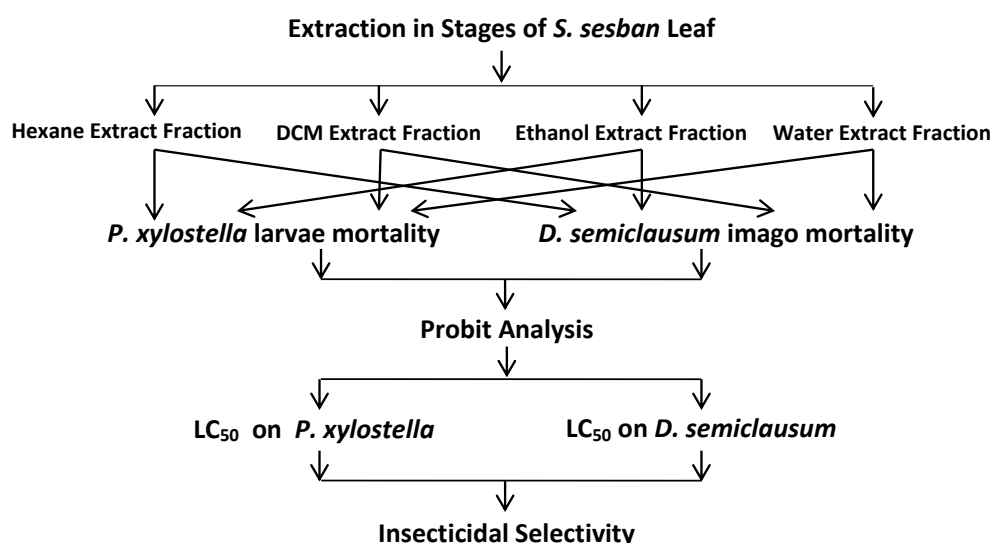 Extraction in Stages of S. sesban Leaf
Hexane Extract Fraction DCM Extract Fraction Ethanol Extract Fraction Water Extract Fraction
P. xylostella larvae mortality D. semiclausum imago mortality
Probit Analysis
LC₅₀ on P. xylostella LC₅₀ on D. semiclausum
Insecticidal Selectivity